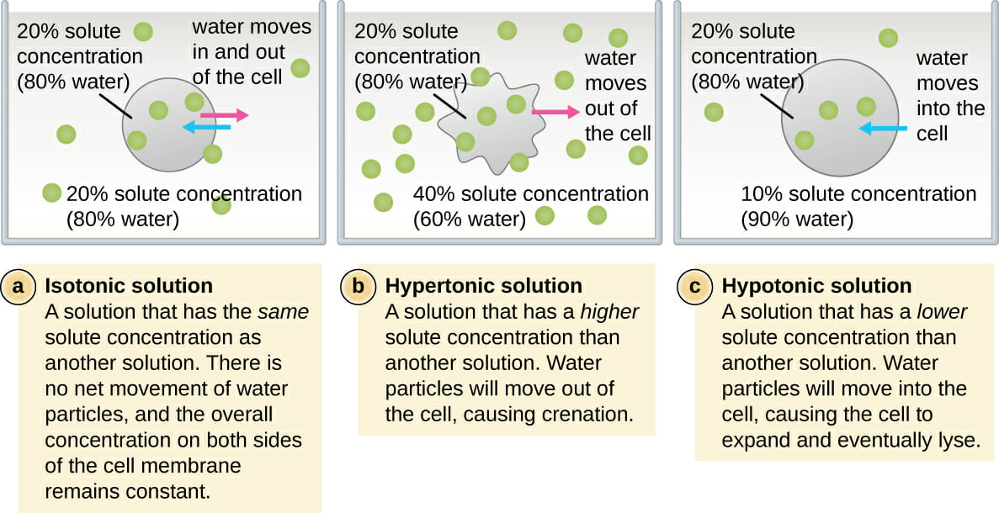 20% solute
concentration
(80% water)
water moves
in and out
of the cell
20% solute concentration
(80% water)
20% solute
concentration
(80% water)
water
moves
out of
the cell
40% solute concentration
(60% water)
20% solute
concentration
(80% water)
water
moves
into the
cell
10% solute concentration
(90% water)
a Isotonic solution
A solution that has the same
solute concentration as
another solution. There is
no net movement of water
particles, and the overall
concentration on both sides
of the cell membrane
remains constant.
b Hypertonic solution
A solution that has a higher
solute concentration than
another solution. Water
particles will move out of
the cell, causing crenation.
c Hypotonic solution
A solution that has a lower
solute concentration than
another solution. Water
particles will move into the
cell, causing the cell to
expand and eventually lyse.